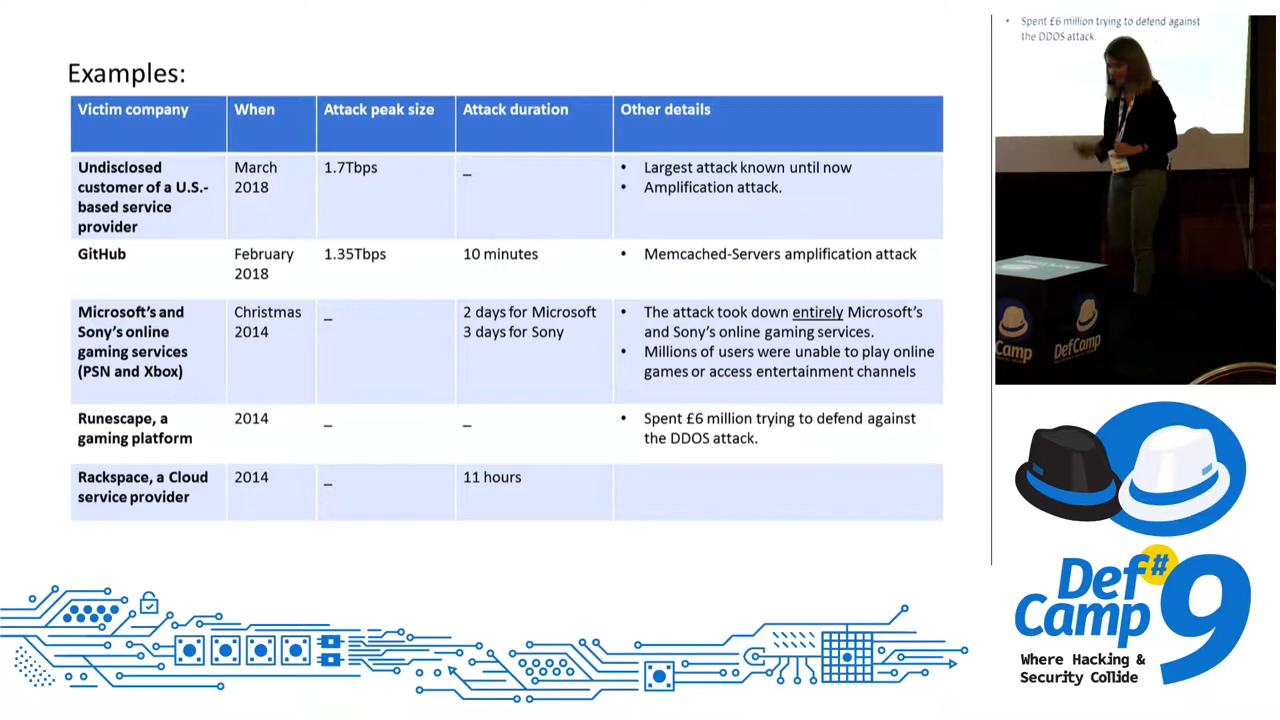 Examples:
Victim company
When
Attack peak size
Attack duration
Other details
Undisclosed
customer of a U.S.-
based service
provider
March
2018
1.7Tbps
_
• Largest attack known until now
• Amplification attack.
GitHub
February
2018
1.35Tbps
10 minutes
• Memcached-Servers amplification attack
Microsoft’s and
Sony’s online
gaming services
(PSN and Xbox)
Christmas
2014
_
2 days for Microsoft
3 days for Sony
• The attack took down entirely Microsoft’s
and Sony’s online gaming services.
• Millions of users were unable to play online
games or access entertainment channels
Runescape, a
gaming platform
2014
_
_
• Spent £6 million trying to defend against
the DDOS attack.
Rackspace, a Cloud
service provider
2014
_
11 hours
• Spent £6 million trying to defend against
the DDOS attack.
Camp
DefCamp
Def#
Camp 9
Where Hacking &
Security Collide